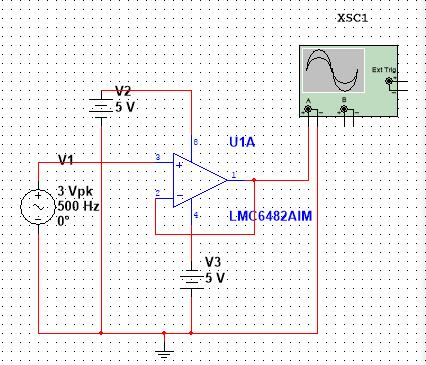 XSC1
Ext Trig
+
-
A
B
+ - + -
V2
5 V
8
U1A
V1
3
+
1
3 Vpk
500 Hz
0°
2
-
4
LMC6482AIM
V3
5 V